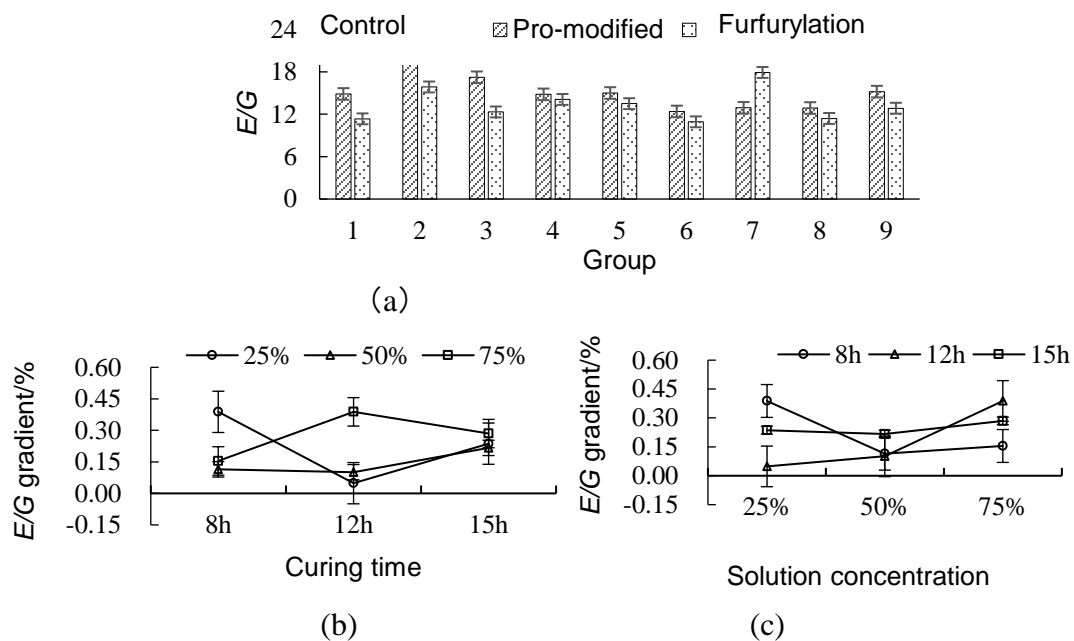 24 Control Pro-modified Furfurylation
18
12
6
0
E/G
1 2 3 4 5 6 7 8 9
Group
(a)
25% 50% 75%
0.60
0.45
0.30
0.15
0.00
-0.15
E/G gradient/%
8h 12h 15h
Curing time
(b)
8h 12h 15h
0.60
0.45
0.30
0.15
0.00
-0.15
E/G gradient/%
25% 50% 75%
Solution concentration
(c)